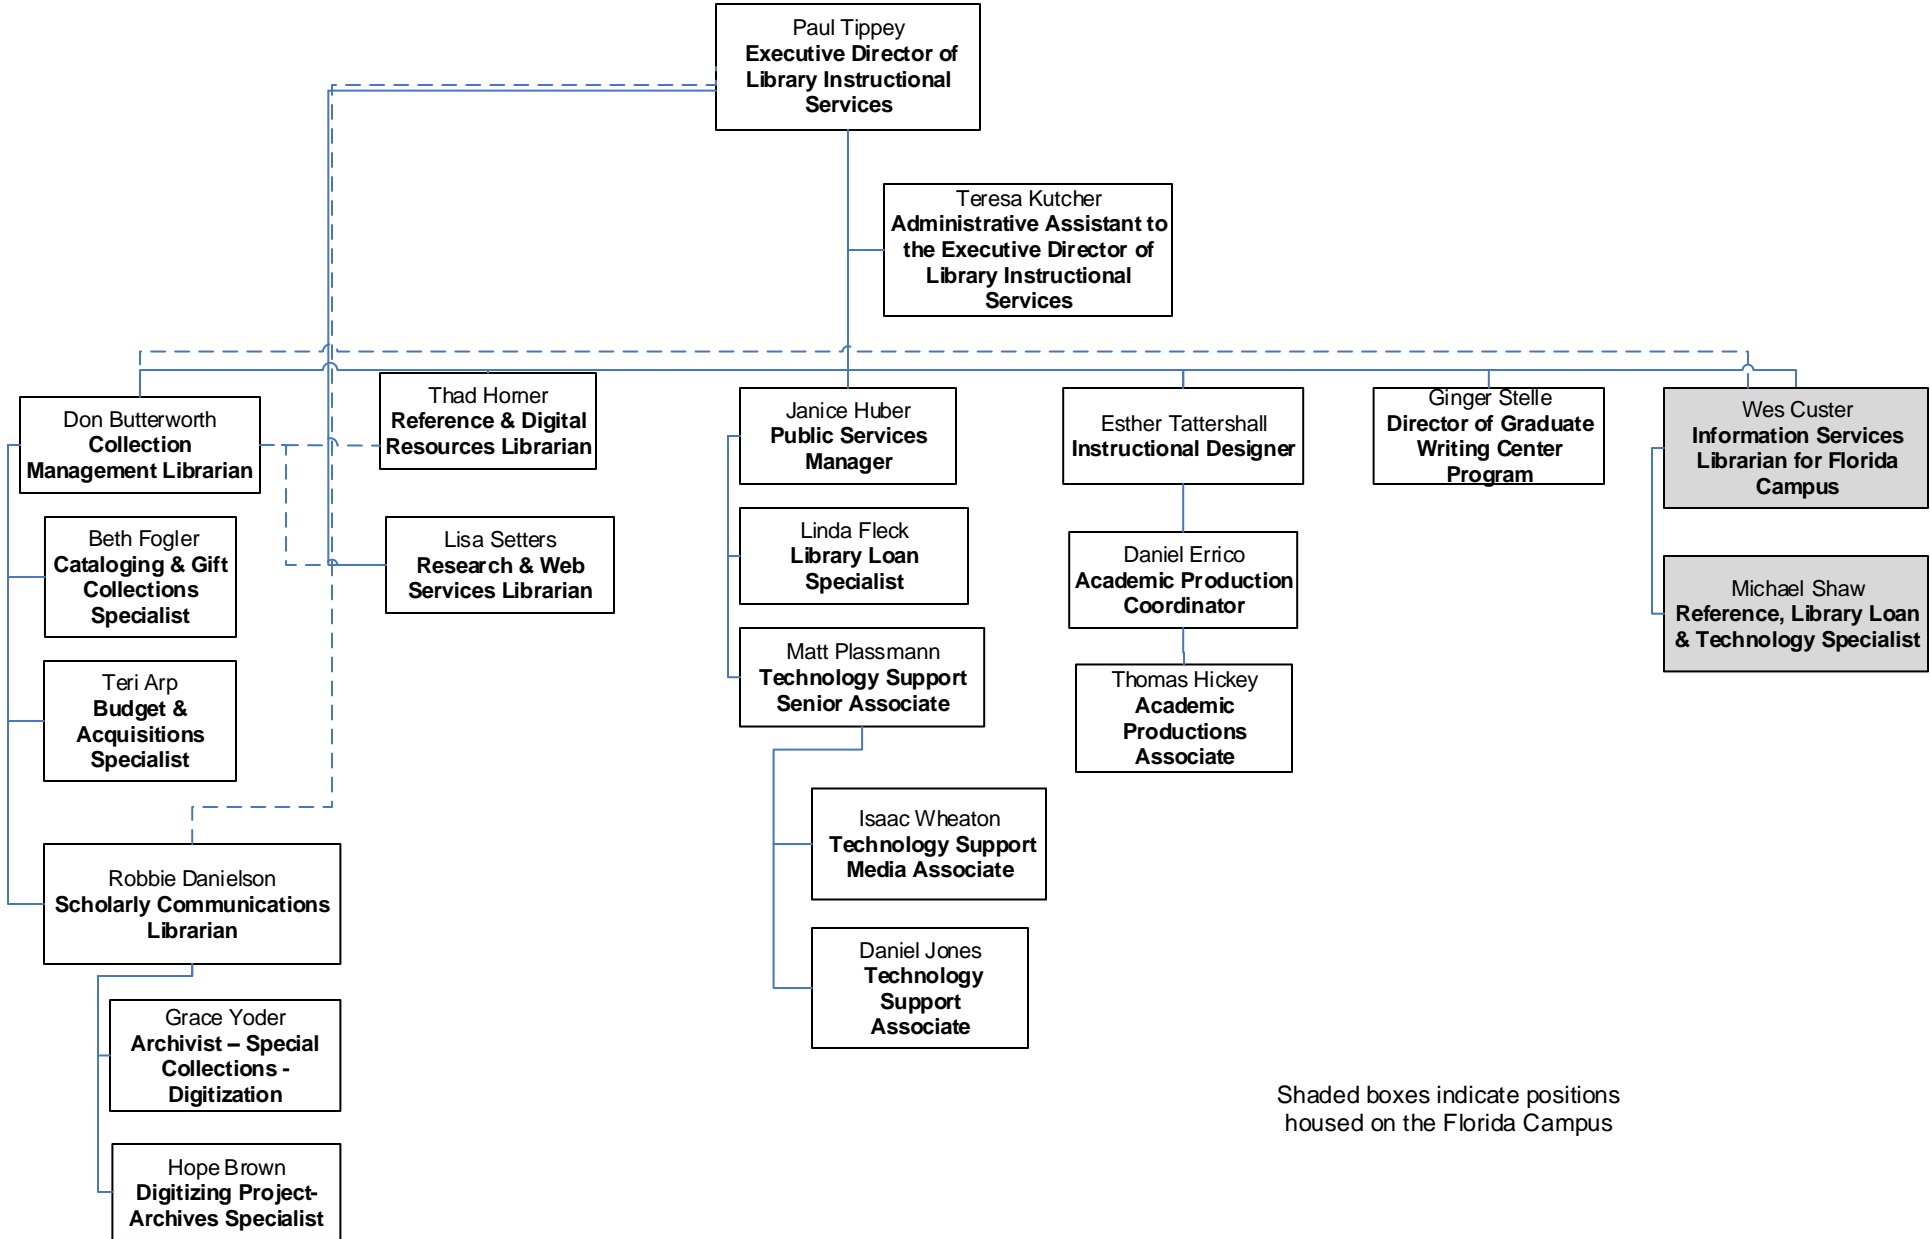 Paul Tippey
Executive Director of
Library Instructional
Services
Teresa Kutcher
Administrative Assistant to
the Executive Director of
Library Instructional
Services
Don Butterworth
Collection
Management Librarian
Thad Horner
Reference & Digital
Resources Librarian
Janice Huber
Public Services
Manager
Esther Tattershall
Instructional Designer
Ginger Stelle
Director of Graduate
Writing Center
Program
Wes Custer
Information Services
Librarian for Florida
Campus
Beth Fogler
Cataloging & Gift
Collections
Specialist
Lisa Setters
Research & Web
Services Librarian
Linda Fleck
Library Loan
Specialist
Daniel Errico
Academic Production
Coordinator
Michael Shaw
Reference, Library Loan
& Technology Specialist
Teri Arp
Budget &
Acquisitions
Specialist
Matt Plassmann
Technology Support
Senior Associate
Thomas Hickey
Academic
Productions
Associate
Robbie Danielson
Scholarly Communications
Librarian
Isaac Wheaton
Technology Support
Media Associate
Daniel Jones
Technology
Support
Associate
Grace Yoder
Archivist – Special
Collections -
Digitization
Hope Brown
Digitizing Project-
Archives Specialist
Shaded boxes indicate positions
housed on the Florida Campus